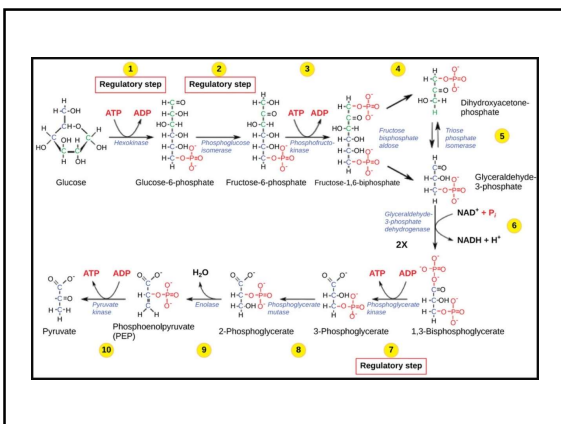 1
2
3
4
Regulatory step
Regulatory step
ATP
ADP
Hexokinase
Phosphoglucose
isomerase
ATP
ADP
Phosphofructo-
kinase
Fructose
bisphosphate
aldose
Glucose
Glucose-6-phosphate
Fructose-6-phosphate
Fructose-1,6-biphosphate
Dihydroxyacetone-
phosphate
Triose
phosphate
isomerase
5
Glyceraldehyde
3-phosphate
Glyceraldehyde-
3-phosphate
dehydrogenase
NAD⁺ + Pᵢ
NADH + H⁺
6
2X
ATP
ADP
Pyruvate
kinase
H₂O
Enolase
Phosphoglycerate
mutase
ATP
ADP
Phosphoglycerate
kinase
Pyruvate
Phosphoenolpyruvate
(PEP)
2-Phosphoglycerate
3-Phosphoglycerate
1,3-Bisphosphoglycerate
10
9
8
7
Regulatory step